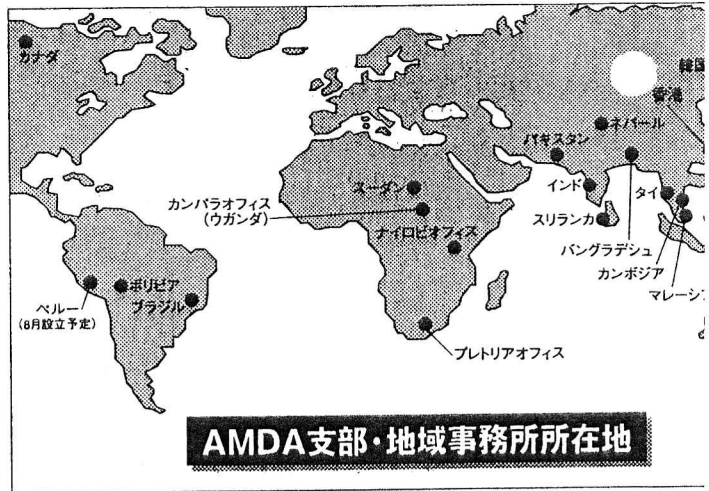 カナダ
韓国
香港
ネパール
パキスタン
スーダン
インド
タイ
カンパラオフィス
(ウガンダ)
スリランカ
ナイロビオフィス
バングラデシュ
カンボジア
ボリビア
マレーシア
ペルー
(8月設立予定)
ブラジル
プレトリアオフィス
AMDA支部・地域事務所所在地